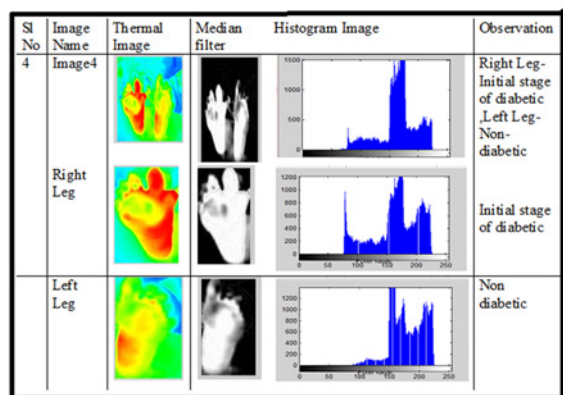 Sl No
Image Name
Thermal Image
Median filter
Histogram Image
Observation
4
Image4
1500
1000
500
0
0 50 100 150 200 250
Right Leg-
Initial stage
of diabetic
,Left Leg-
Non-
diabetic
Right
Leg
1200
1000
800
600
400
200
0
0 50 100 150 200 250
Initial stage
of diabetic
Left
Leg
1200
1000
800
600
400
200
0
0 50 100 150 200 250
Non
diabetic